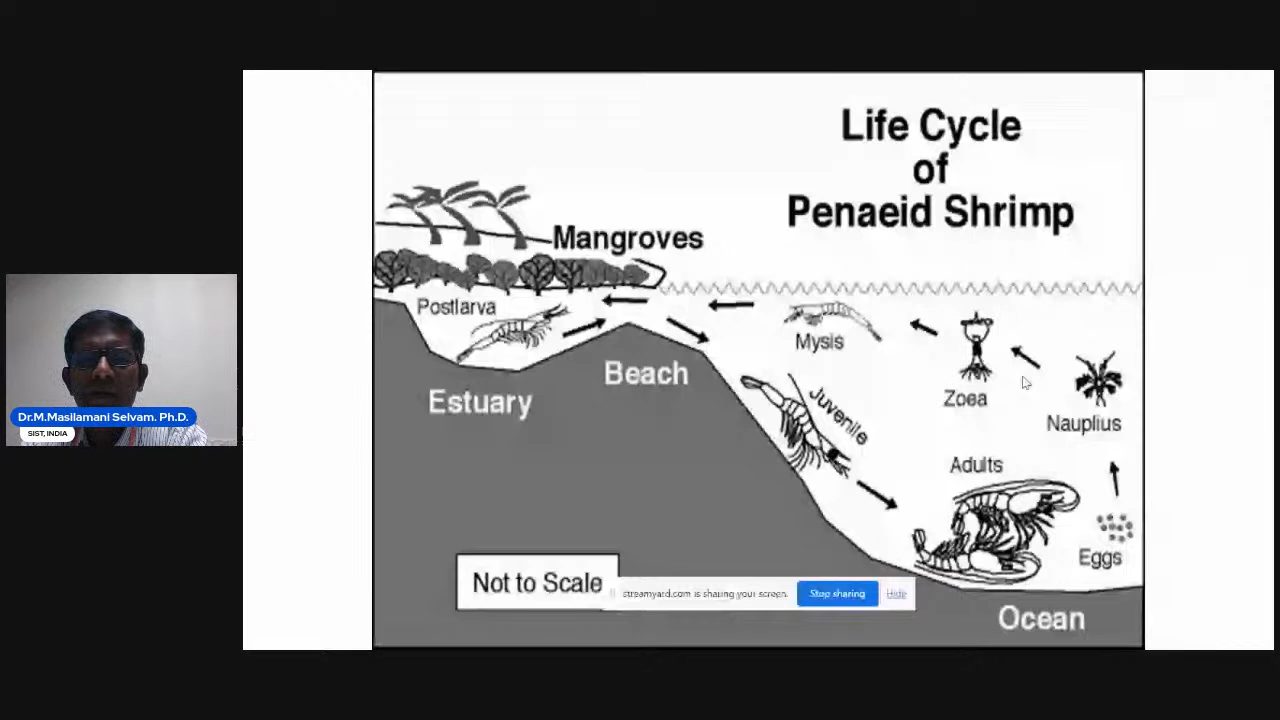 Life Cycle
of
Penaeid Shrimp
Mangroves
Postlarva
Mysis
Zoea
Nauplius
Beach
Estuary
Juvenile
Adults
Eggs
Ocean
Not to Scale
streamyard.com is sharing your screen.
Stop sharing
Hide
Dr.M.Masilamani Selvam. Ph.D.
SIST, INDIA